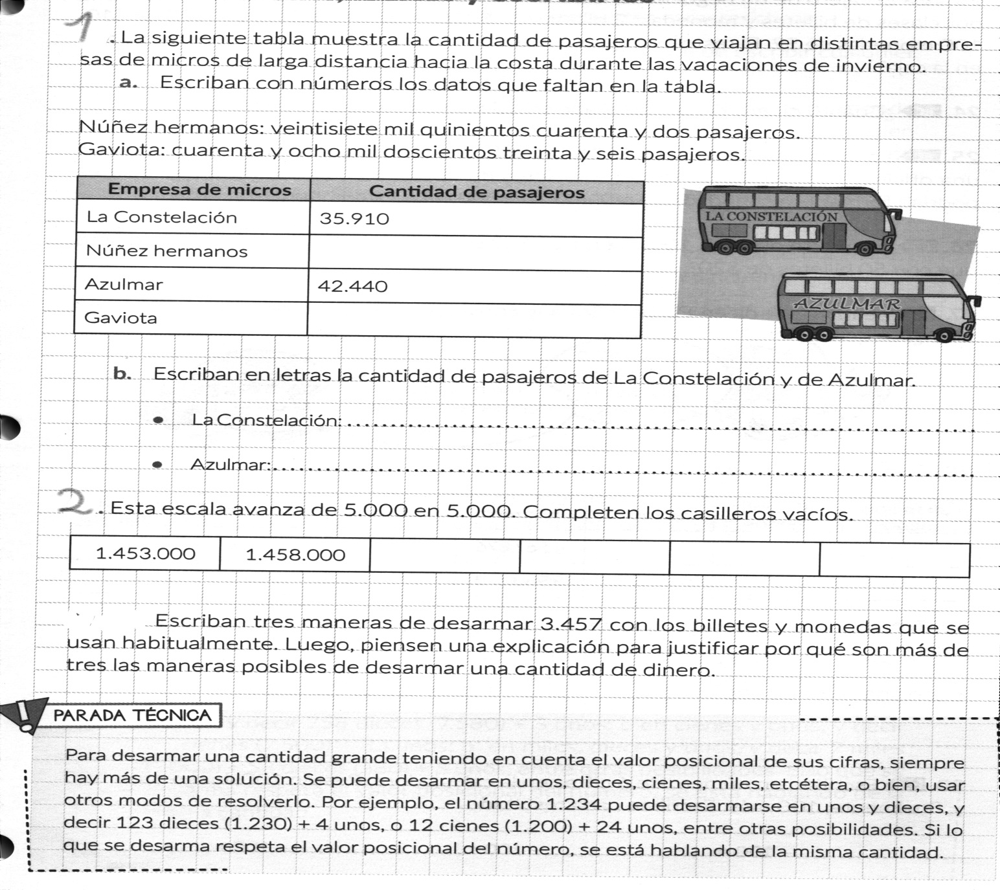 1. La siguiente tabla muestra la cantidad de pasajeros que viajan en distintas empre-
sas de micros de larga distancia hacia la costa durante las vacaciones de invierno.
a. Escriban con números los datos que faltan en la tabla.
Núñez hermanos: veintisiete mil quinientos cuarenta y dos pasajeros.
Gaviota: cuarenta y ocho mil doscientos treinta y seis pasajeros.
Empresa de micros Cantidad de pasajeros
La Constelación 35.910
Núñez hermanos
Azulmar 42.440
Gaviota
LA CONSTELACIÓN
AZULMAR
b. Escriban en letras la cantidad de pasajeros de La Constelación y de Azulmar.
• La Constelación:
• Azulmar:
2. Esta escala avanza de 5.000 en 5.000. Completen los casilleros vacíos.
1.453.000 1.458.000
Escriban tres maneras de desarmar 3.457 con los billetes y monedas que se
usan habitualmente. Luego, piensen una explicación para justificar por qué son más de
tres las maneras posibles de desarmar una cantidad de dinero.
PARADA TÉCNICA
Para desarmar una cantidad grande teniendo en cuenta el valor posicional de sus cifras, siempre
hay más de una solución. Se puede desarmar en unos, dieces, cienes, miles, etcétera, o bien, usar
otros modos de resolverlo. Por ejemplo, el número 1.234 puede desarmarse en unos y dieces, y
decir 123 dieces (1.230) + 4 unos, o 12 cienes (1.200) + 24 unos, entre otras posibilidades. Si lo
que se desarma respeta el valor posicional del número, se está hablando de la misma cantidad.